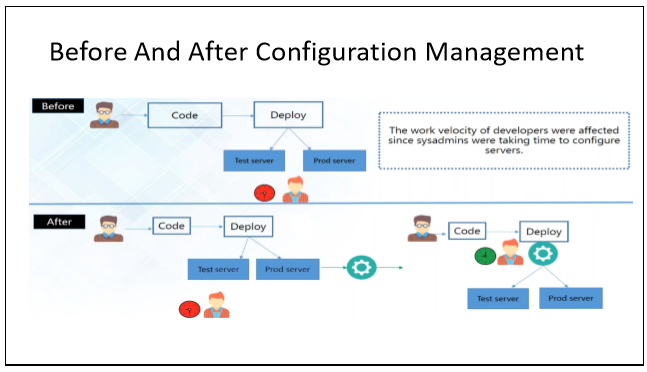 Before And After Configuration Management
Before
Code
Deploy
Test server
Prod server
The work velocity of developers were affected
since sysadmins were taking time to configure
servers.
After
Code
Deploy
Test server
Prod server
Code
Deploy
Test server
Prod server